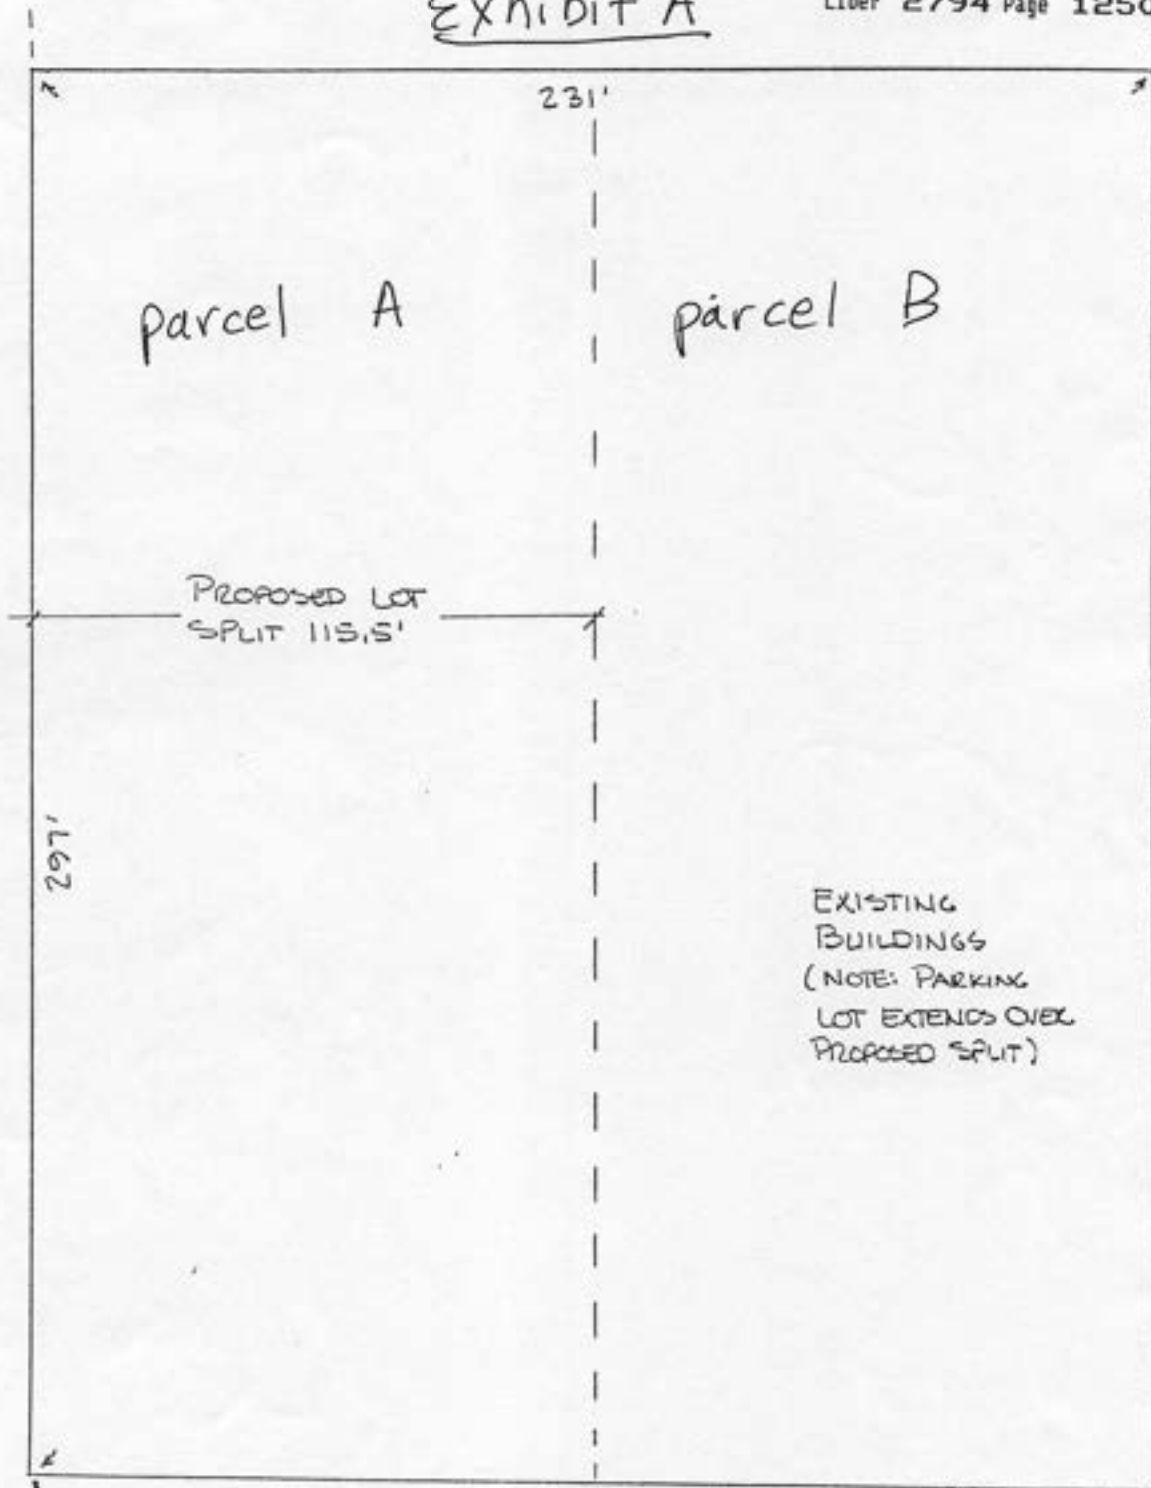 EXHIBIT A
Liber 2794 Page 1250
231'
parcel A
parcel B
PROPOSED LOT
SPLIT 115.5'
297'
EXISTING
BUILDINGS
(NOTE: PARKING
LOT EXTENDS OVER
PROPOSED SPLIT)